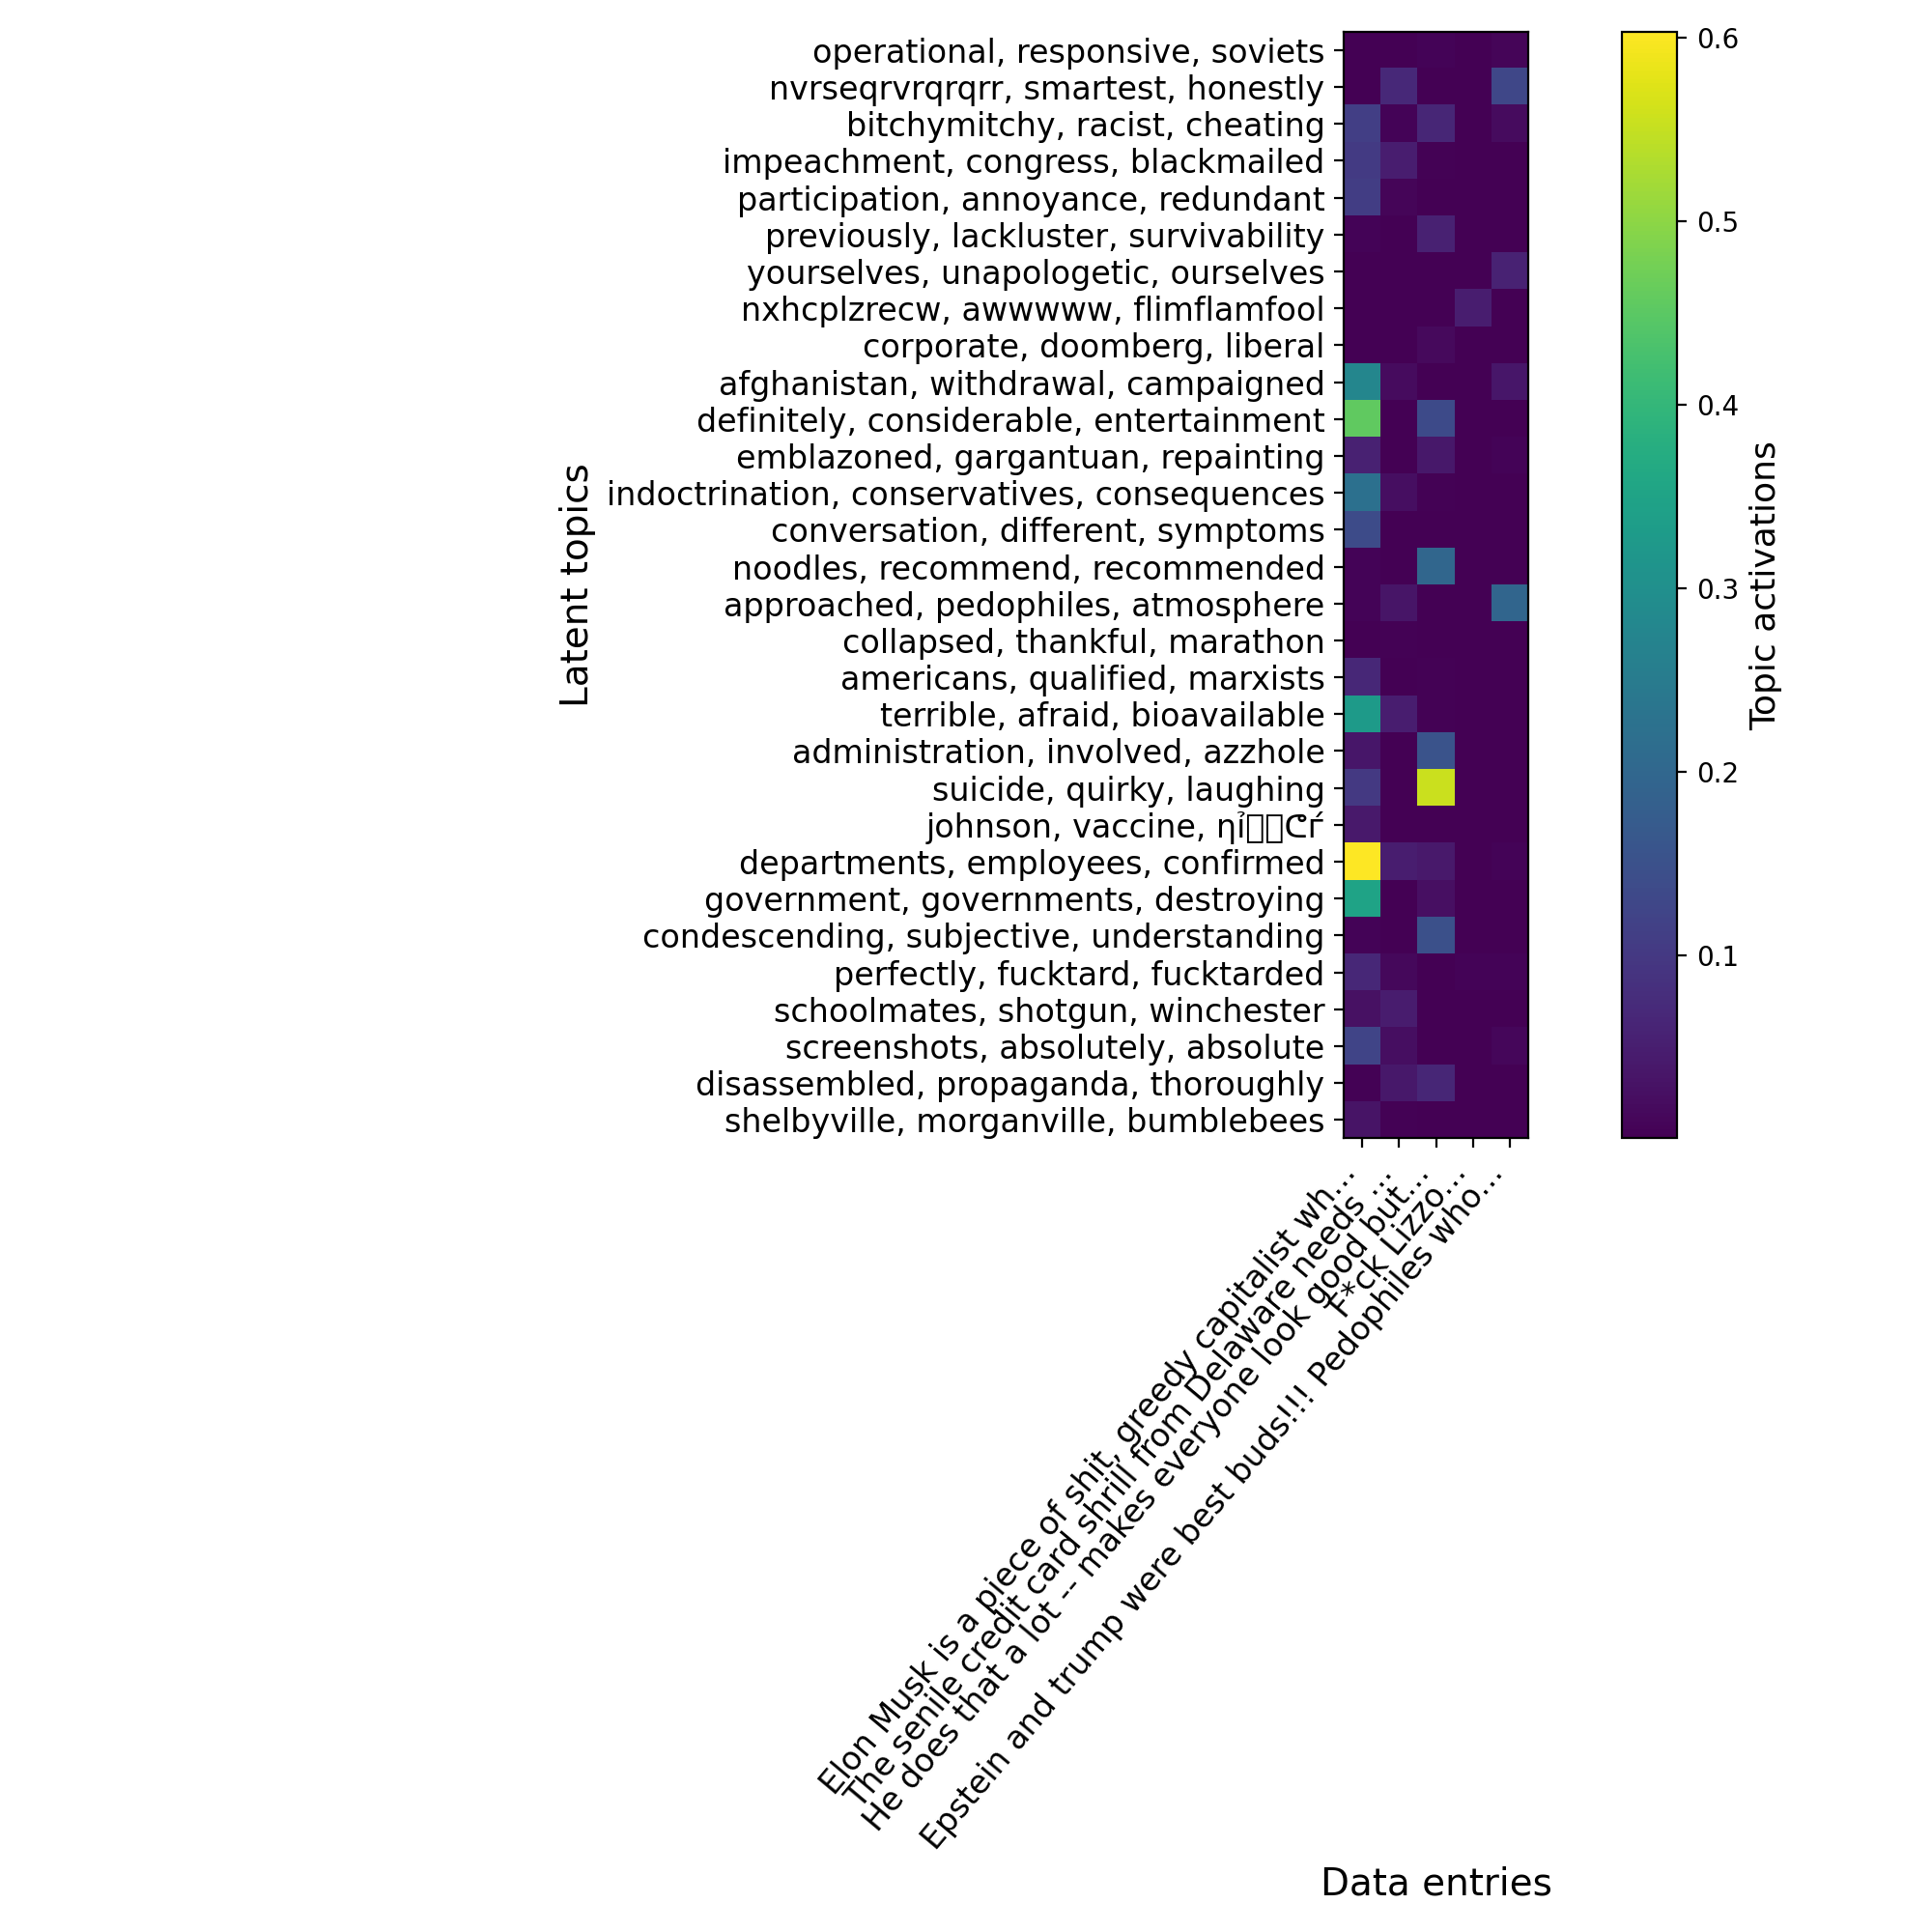 operational, responsive, soviets
nvrseqrvrqrqrr, smartest, honestly
bitchymitchy, racist, cheating
impeachment, congress, blackmailed
participation, annoyance, redundant
previously, lackluster, survivability
yourselves, unapologetic, ourselves
nxhcplzrecw, awwwww, flimflamfool
corporate, doomberg, liberal
afghanistan, withdrawal, campaigned
definitely, considerable, entertainment
emblazoned, gargantuan, repainting
indoctrination, conservatives, consequences
conversation, different, symptoms
noodles, recommend, recommended
approached, pedophiles, atmosphere
collapsed, thankful, marathon
americans, qualified, marxists
terrible, afraid, bioavailable
administration, involved, azzhole
suicide, quirky, laughing
johnson, vaccine,
departments, employees, confirmed
government, governments, destroying
condescending, subjective, understanding
perfectly, fucktard, fucktarded
schoolmates, shotgun, winchester
screenshots, absolutely, absolute
disassembled, propaganda, thoroughly
shelbyville, morganville, bumblebees
Latent topics
0.6
0.5
0.4
0.3
0.2
0.1
Topic activations
Elon Musk is a piece of shit, greedy capitalist wh...
The senile credit card shrill from Delaware needs ...
He does that a lot -- makes everyone look good but...
F*ck Lizzo...
Epstein and trump were best buds!!! Pedophiles who...
Data entries